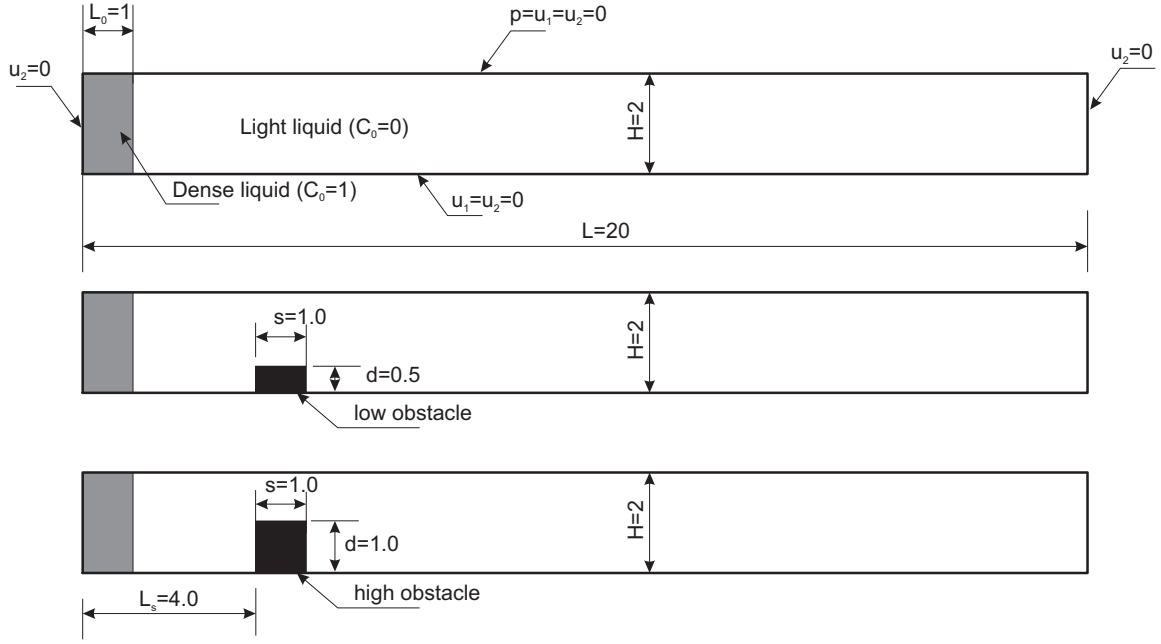 L₀=1
p=u₁=u₂=0
u₂=0
u₂=0
Light liquid (C₀=0)
H=2
Dense liquid (C₀=1)
u₁=u₂=0
L=20
s=1.0
H=2
d=0.5
low obstacle
s=1.0
H=2
d=1.0
high obstacle
Lₛ=4.0